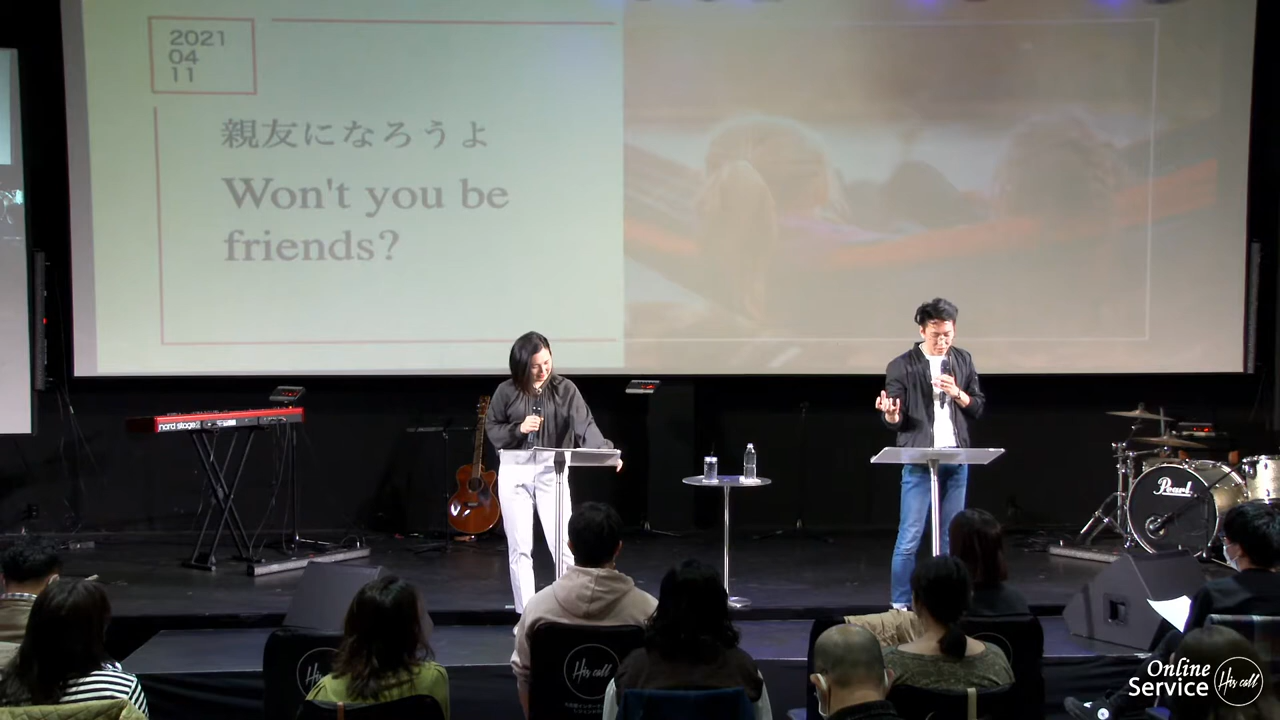 2021
04
11
親友になろうよ
Won't you be
friends?
nord stage 2
Pearl
His call
His call
Online
Service
His call